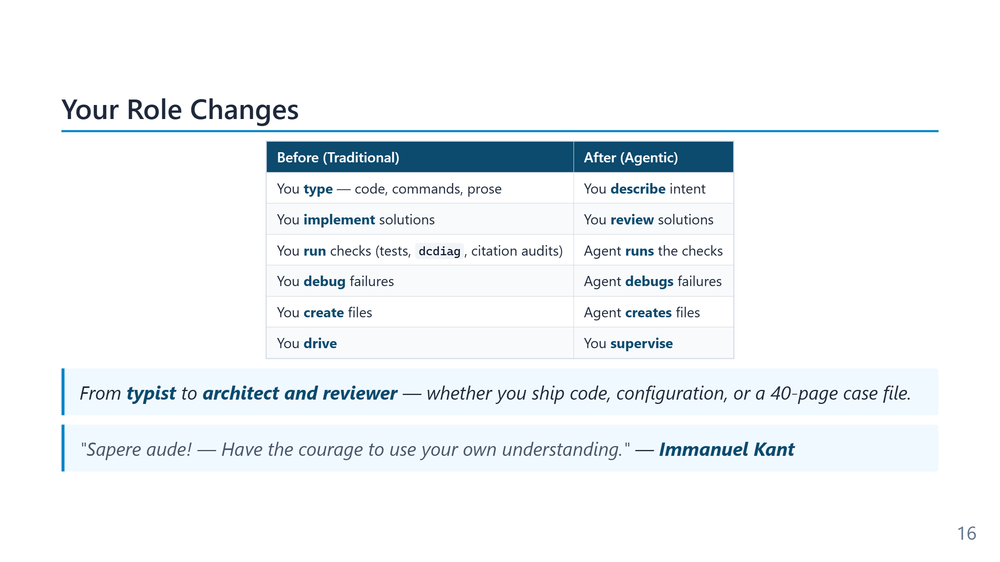 Your Role Changes
Before (Traditional) After (Agentic)
You type — code, commands, prose You describe intent
You implement solutions You review solutions
You run checks (tests, dcdiag, citation audits) Agent runs the checks
You debug failures Agent debugs failures
You create files Agent creates files
You drive You supervise
From typist to architect and reviewer — whether you ship code, configuration, or a 40-page case file.
"Sapere aude! — Have the courage to use your own understanding." — Immanuel Kant
16